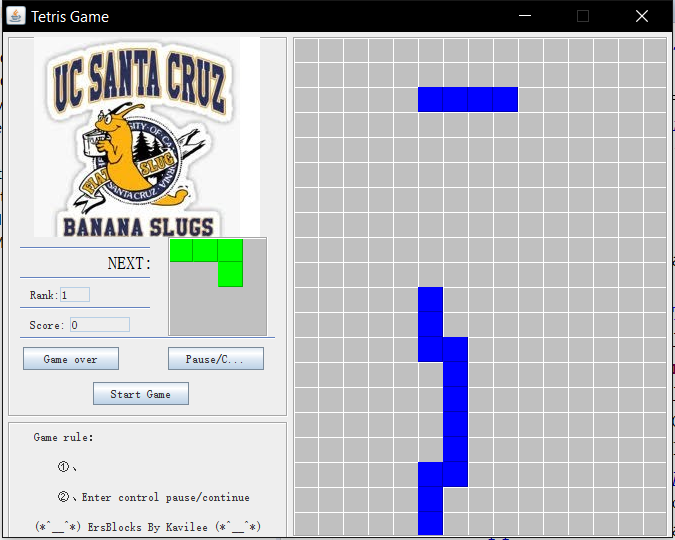 Tetris Game
UC SANTA CRUZ
FIAT SLUG
SANTA CRUZ
BANANA SLUGS
NEXT:
Rank:1
Score: 0
Game over
Pause/C...
Start Game
Game rule:
①、
②、Enter control pause/continue
(*^__^*) ErsBlocks By Kavilee (*^__^*)